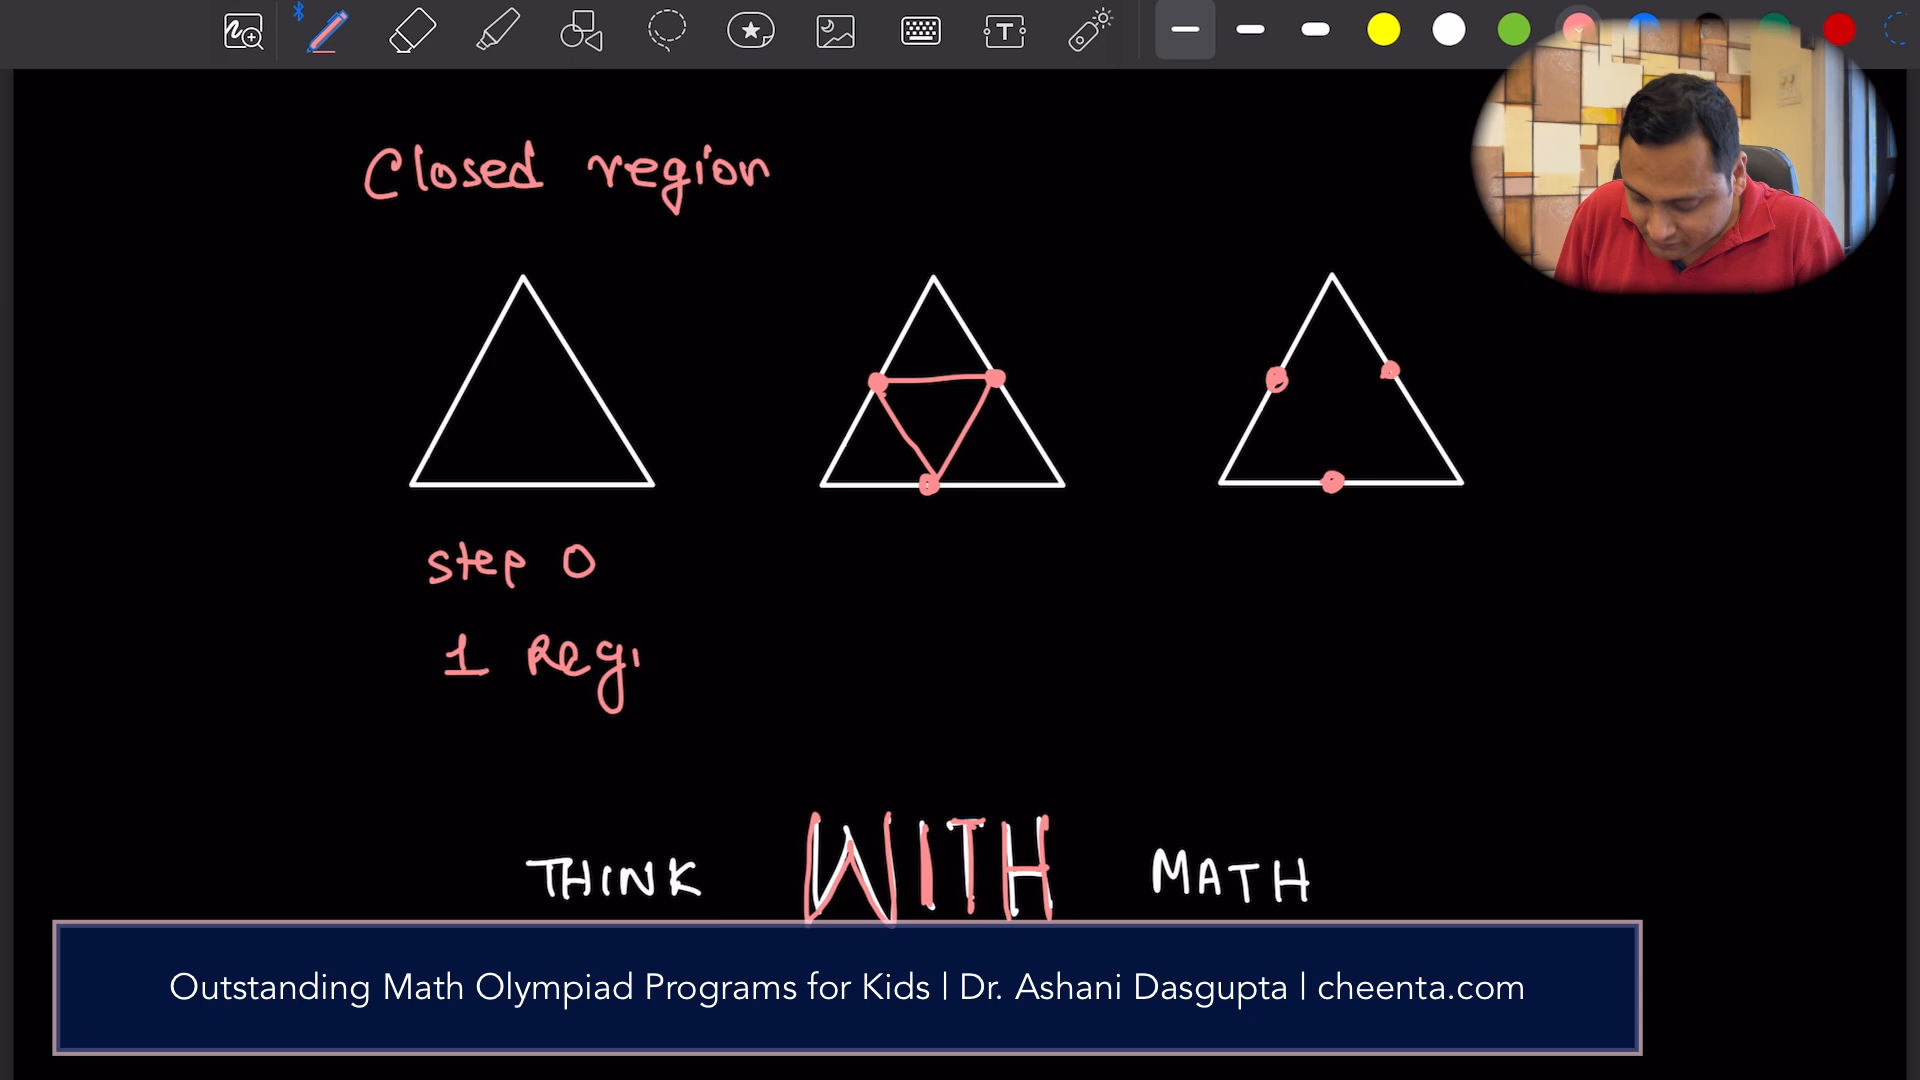 Closed region
step 0
1 Regi
THINK WITH MATH
Outstanding Math Olympiad Programs for Kids | Dr. Ashani Dasgupta | cheenta.com